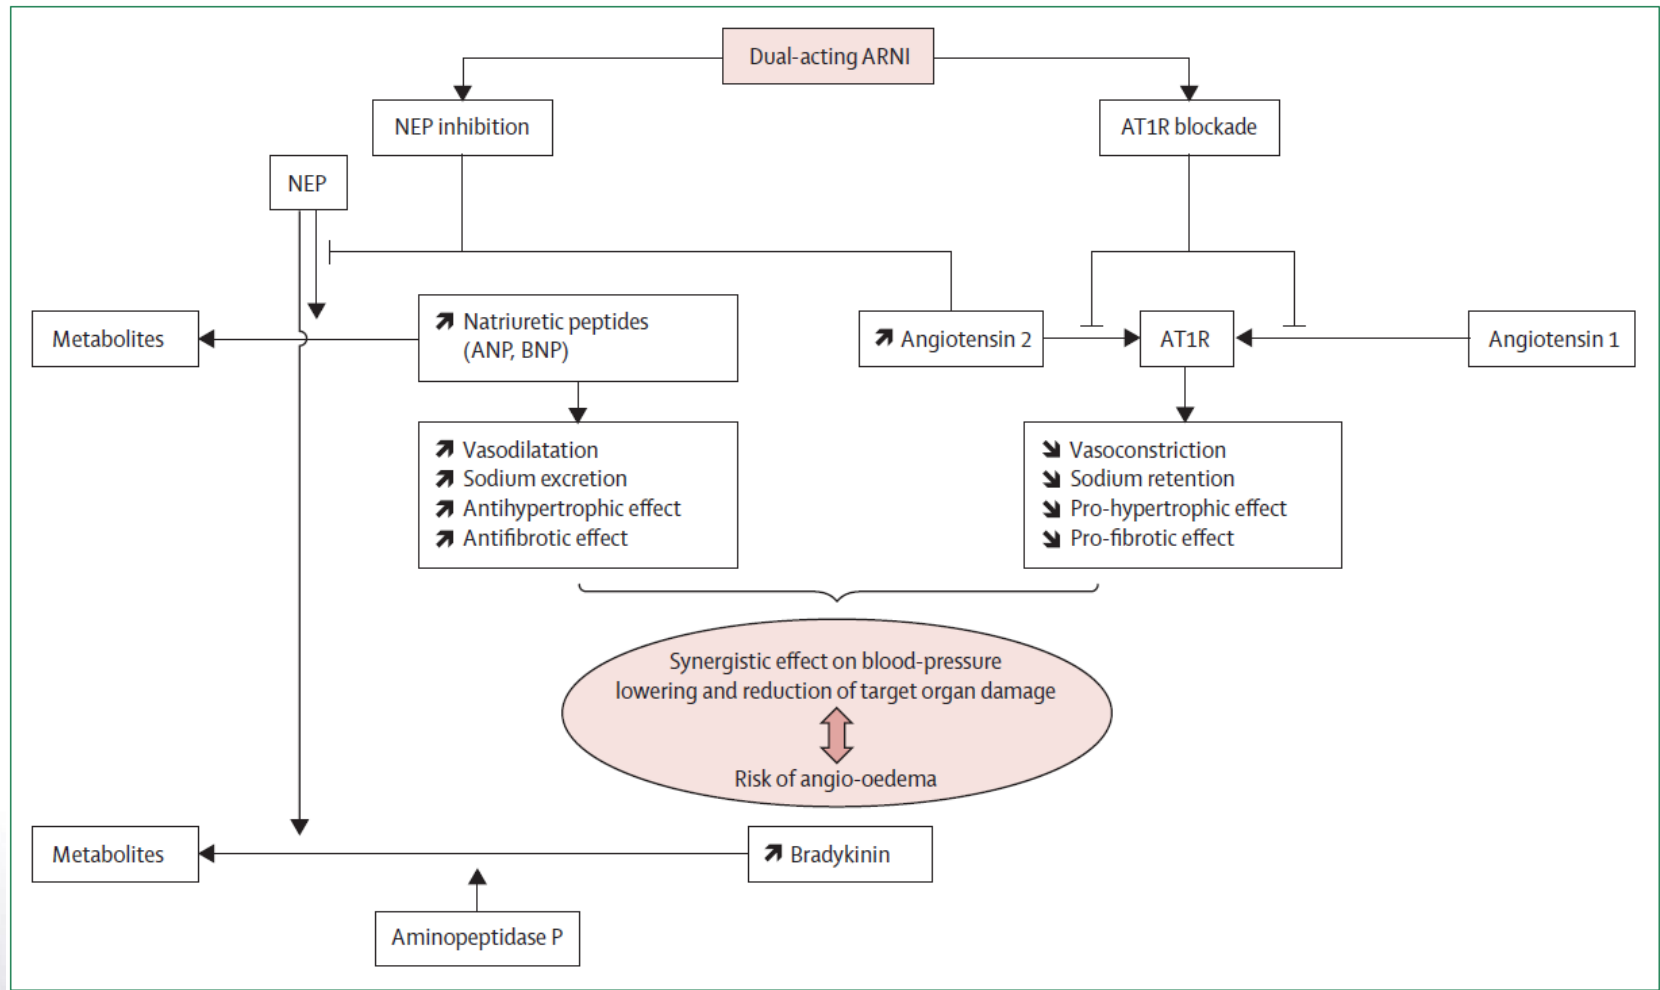 Dual-acting ARNI
NEP inhibition
AT1R blockade
NEP
Metabolites
Natriuretic peptides
(ANP, BNP)
Angiotensin 2
AT1R
Angiotensin 1
Vasodilatation
Sodium excretion
Antihypertrophic effect
Antifibrotic effect
Vasoconstriction
Sodium retention
Pro-hypertrophic effect
Pro-fibrotic effect
Synergistic effect on blood-pressure
lowering and reduction of target organ damage
Risk of angio-oedema
Metabolites
Bradykinin
Aminopeptidase P